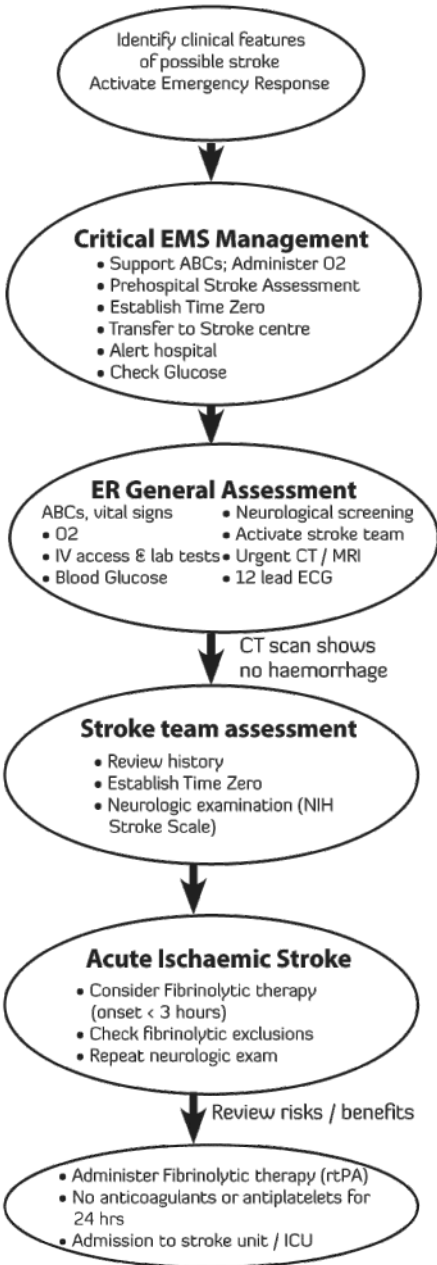 Identify clinical features
of possible stroke
Activate Emergency Response
Critical EMS Management
• Support ABCs; Administer O2
• Prehospital Stroke Assessment
• Establish Time Zero
• Transfer to Stroke centre
• Alert hospital
• Check Glucose
ER General Assessment
ABCs, vital signs
• O2
• IV access & lab tests
• Blood Glucose
• Neurological screening
• Activate stroke team
• Urgent CT / MRI
• 12 lead ECG
CT scan shows
no haemorrhage
Stroke team assessment
• Review history
• Establish Time Zero
• Neurologic examination (NIH
Stroke Scale)
Acute Ischaemic Stroke
• Consider Fibrinolytic therapy
(onset < 3 hours)
• Check fibrinolytic exclusions
• Repeat neurologic exam
Review risks / benefits
• Administer Fibrinolytic therapy (rtPA)
• No anticoagulants or antiplatelets for
24 hrs
• Admission to stroke unit / ICU